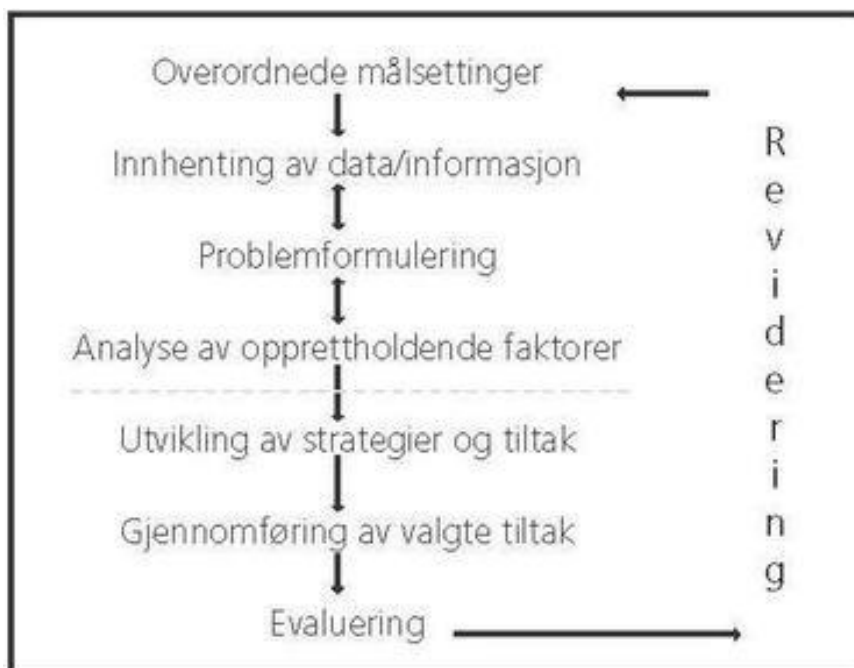 Overordnede målsettinger
Innhenting av data/informasjon
Problemformulering
Analyse av opprettholdende faktorer
Utvikling av strategier og tiltak
Gjennomføring av valgte tiltak
Evaluering
Revidering